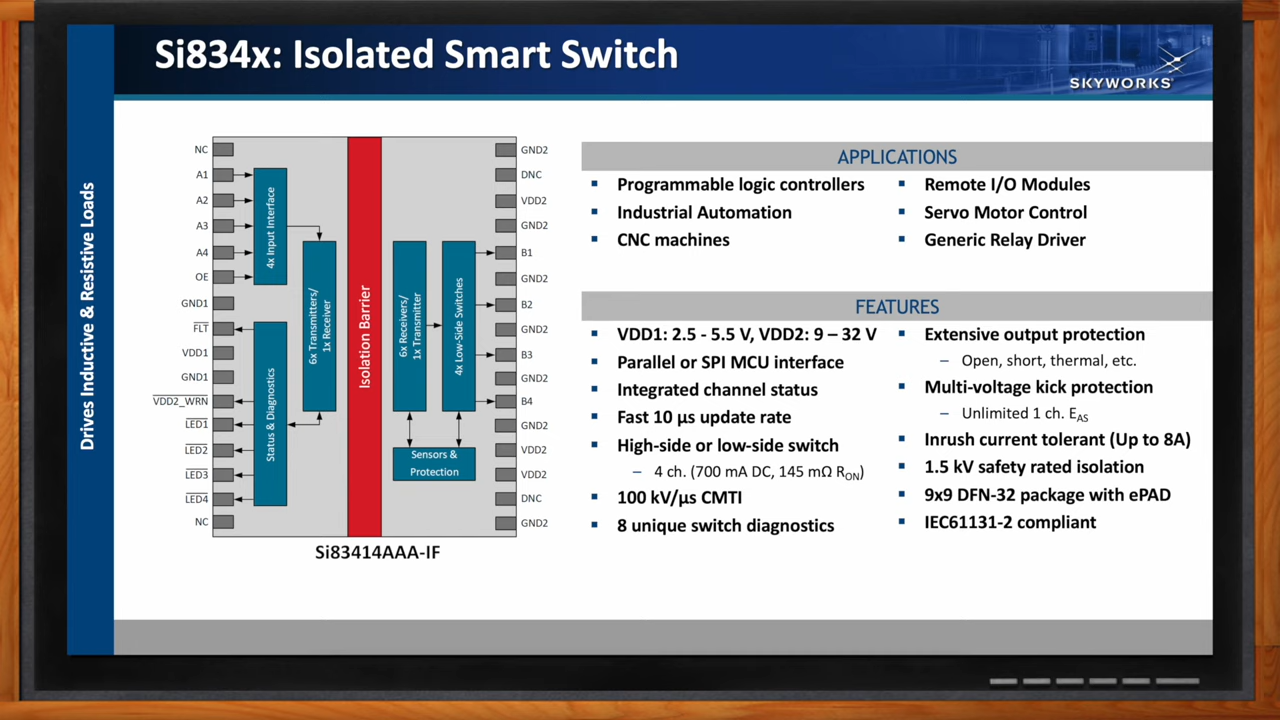 Si834x: Isolated Smart Switch
SKYWORKS®
Drives Inductive & Resistive Loads
NC
A1
A2
A3
A4
OE
GND1
FLT
VDD1
GND1
VDD2_WRN
LED1
LED2
LED3
LED4
NC
4x Input Interface
Status & Diagnostics
6x Transmitters/
1x Receiver
Isolation Barrier
6x Receivers/
1x Transmitter
4x Low-Side Switches
Sensors &
Protection
GND2
DNC
VDD2
GND2
B1
GND2
B2
GND2
B3
GND2
B4
GND2
VDD2
VDD2
DNC
GND2
Si83414AAA-IF
APPLICATIONS
▪ Programmable logic controllers
▪ Industrial Automation
▪ CNC machines
▪ Remote I/O Modules
▪ Servo Motor Control
▪ Generic Relay Driver
FEATURES
▪ VDD1: 2.5 - 5.5 V, VDD2: 9 – 32 V
▪ Parallel or SPI MCU interface
▪ Integrated channel status
▪ Fast 10 µs update rate
▪ High-side or low-side switch
– 4 ch. (700 mA DC, 145 mΩ RON)
▪ 100 kV/µs CMTI
▪ 8 unique switch diagnostics
▪ Extensive output protection
– Open, short, thermal, etc.
▪ Multi-voltage kick protection
– Unlimited 1 ch. EAS
▪ Inrush current tolerant (Up to 8A)
▪ 1.5 kV safety rated isolation
▪ 9x9 DFN-32 package with ePAD
▪ IEC61131-2 compliant